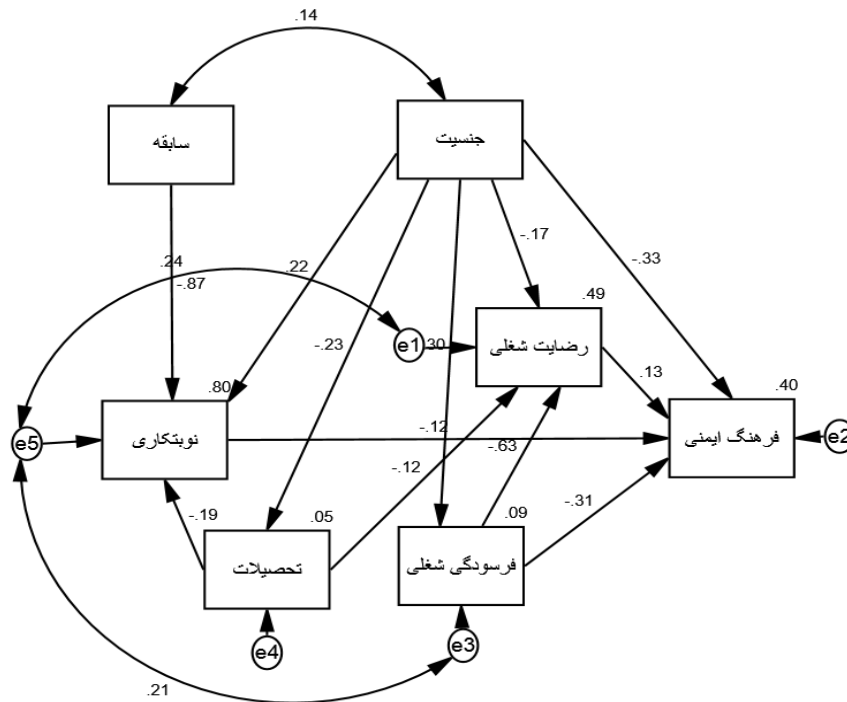 .14
سابقه
جنسیت
-.17
-.33
.24
.22
-.87
.49
-.23
e1
.30
رضایت شغلی
.13
.80
.40
e5
نوبتکاری
-.12
فرهنگ ایمنی
e2
-.12
-.63
-.19
.05
.09
-.31
تحصیلات
فرسودگی شغلی
e4
e3
.21